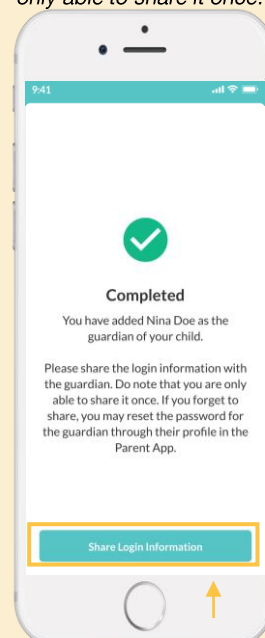 only able to share it once.
9:41
Completed
You have added Nina Doe as the
guardian of your child.
Please share the login information with
the guardian. Do note that you are only
able to share it once. If you forget to
share, you may reset the password for
the guardian through their profile in the
Parent App.
Share Login Information